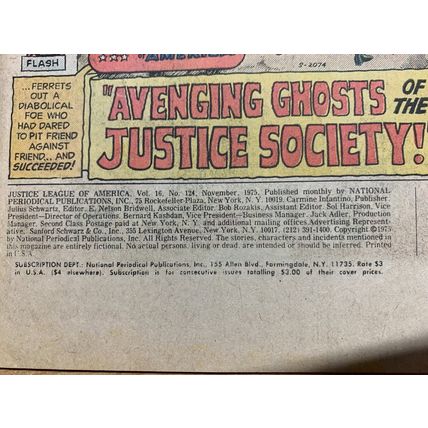 FLASH
AMERICA
2-2074
...FERRETS
OUT A
DIABOLICAL
FOE WHO
HAD DARED
TO PIT FRIEND
AGAINST
FRIEND... AND
SUCCEEDED!
"AVENGING GHOSTS OF
THE
JUSTICE SOCIETY!"
JUSTICE LEAGUE OF AMERICA, Vol. 16, No. 124, November, 1975. Published monthly by NATIONAL
PERIODICAL PUBLICATIONS, INC., 75 Rockefeller Plaza, New York, N. Y. 10019. Carmine Infantino, Publisher.
Julius Schwartz, Editor. E. Nelson Bridwell, Associate Editor. Bob Rozakis, Assistant Editor. Sol Harrison, Vice
President—Director of Operations. Bernard Kashdan, Vice President—Business Manager. Jack Adler, Production
Manager. Second Class Postage paid at New York, N. Y. and additional mailing offices. Advertising Represent-
ative, Sanford Schwarz & Co., Inc., 355 Lexington Avenue, New York, N.Y. 10017. (212) 391-1400. Copyright ©1975
by National Periodical Publications, Inc. All Rights Reserved. The stories, characters and incidents mentioned in
this magazine are entirely fictional. No actual persons, living or dead, are intended or should be inferred. Printed
in U.S.A.
SUBSCRIPTION DEPT.: National Periodical Publications, Inc., 155 Allen Blvd., Farmingdale, N.Y. 11735. Rate $3
in U.S.A. ($4 elsewhere). Subscription is for consecutive issues totalling $3.00 of their cover prices.